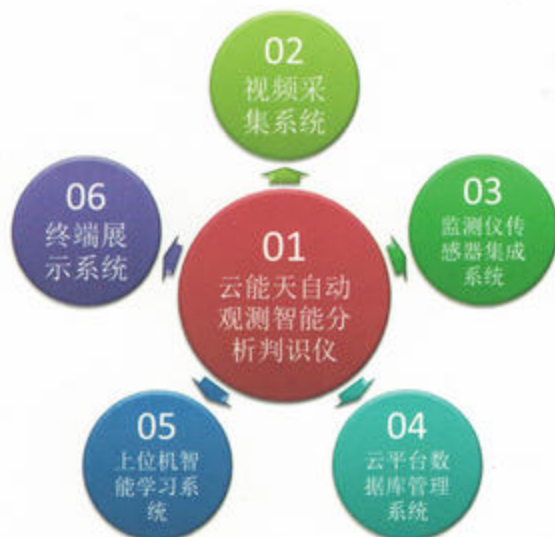 01
云能天自动
观测智能分
析判识仪
02
视频采
集系统
03
监测仪传
感器集成
系统
04
云平台数
据库管理
系统
05
上位机智
能学习系
统
06
终端展
示系统